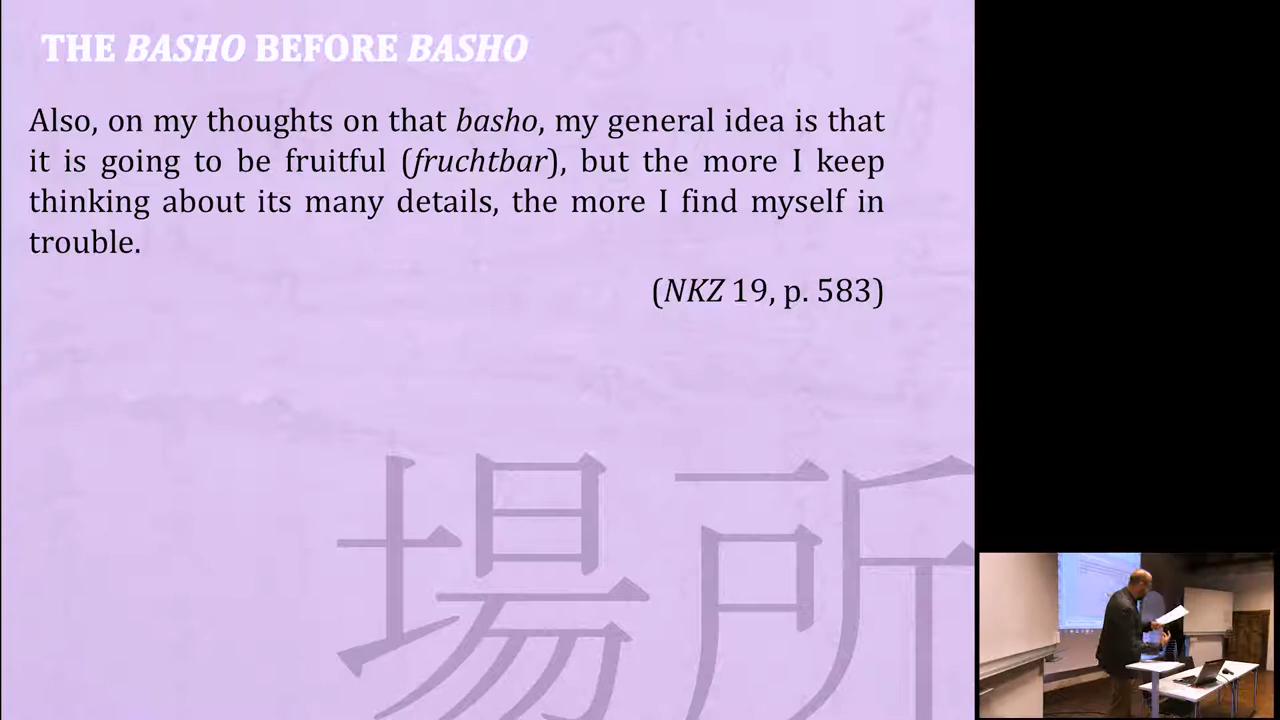 THE BASHO BEFORE BASHO
Also, on my thoughts on that basho, my general idea is that
it is going to be fruitful (fruchtbar), but the more I keep
thinking about its many details, the more I find myself in
trouble.
(NKZ 19, p. 583)
場所